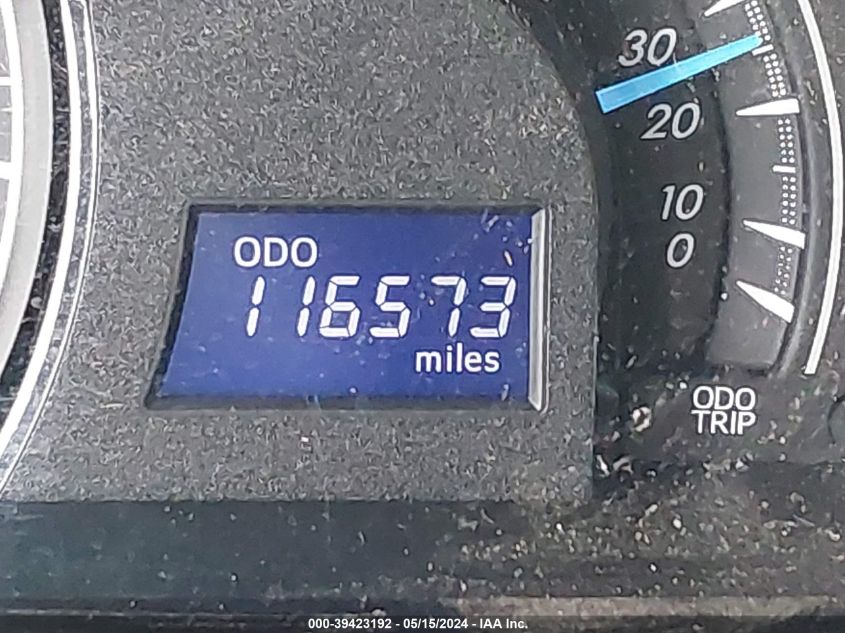 30
20
10
0
ODO
116573
miles
ODO
TRIP
000-39423192 - 05/15/2024 - IAA Inc.